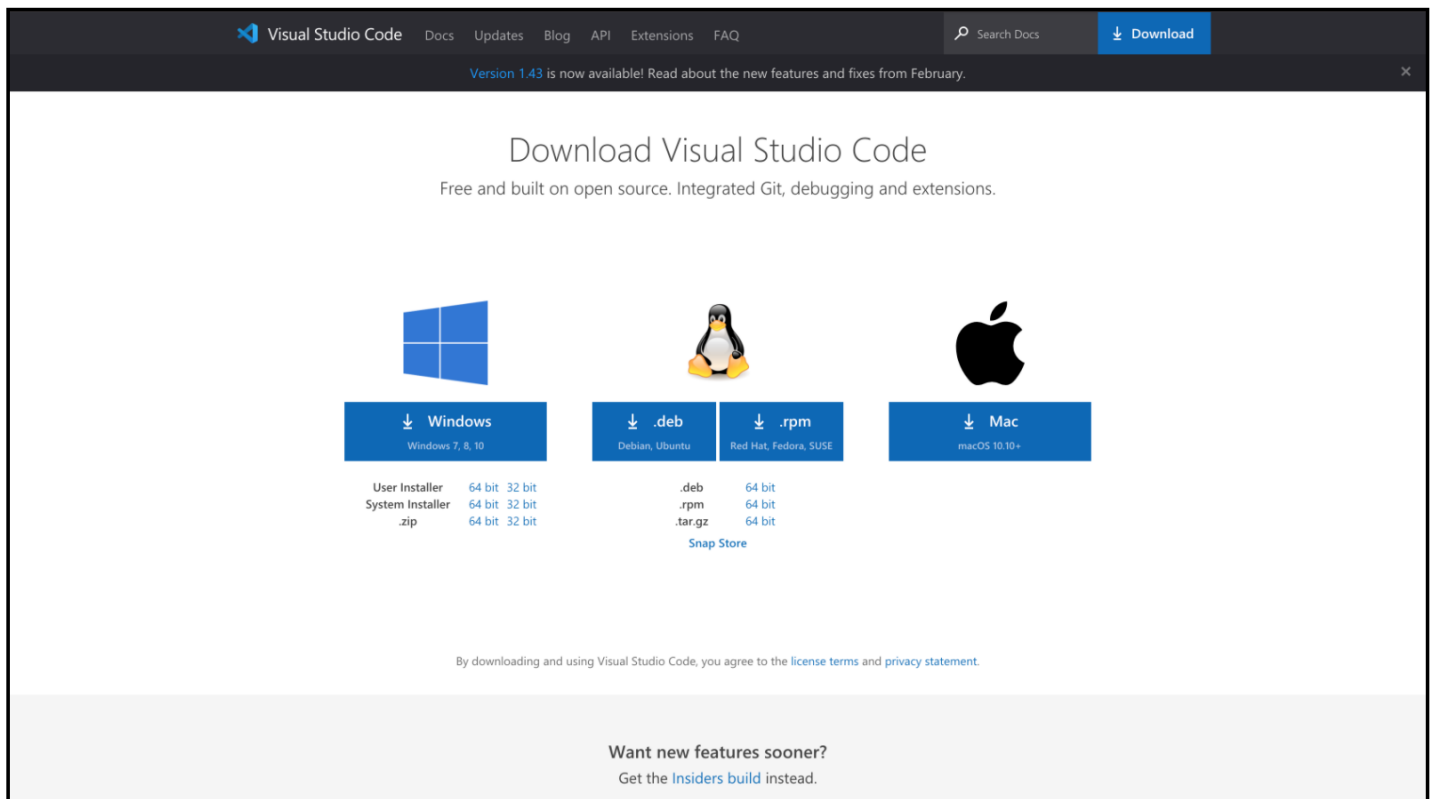 Visual Studio Code Docs Updates Blog API Extensions FAQ Search Docs Download
Version 1.43 is now available! Read about the new features and fixes from February.
Download Visual Studio Code
Free and built on open source. Integrated Git, debugging and extensions.
Windows
Windows 7, 8, 10
User Installer 64 bit 32 bit
System Installer 64 bit 32 bit
.zip 64 bit 32 bit
.deb
Debian, Ubuntu
.rpm
Red Hat, Fedora, SUSE
.deb 64 bit
.rpm 64 bit
.tar.gz 64 bit
Snap Store
Mac
macOS 10.10+
By downloading and using Visual Studio Code, you agree to the license terms and privacy statement.
Want new features sooner?
Get the Insiders build instead.